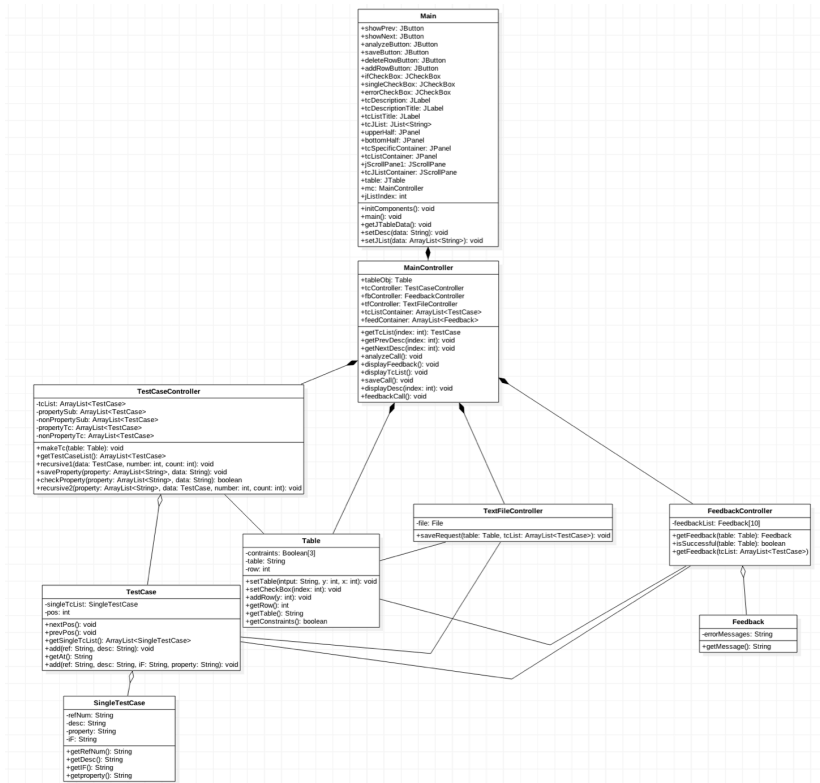 Main
+showPrev: JButton
+showNext: JButton
+analyzeButton: JButton
+saveButton: JButton
+deleteRowButton: JButton
+addRowButton: JButton
+ifCheckBox: JCheckBox
+singleCheckBox: JCheckBox
+errorCheckBox: JCheckBox
+tcDescription: JLabel
+tcDescriptionTitle: JLabel
+tcListTitle: JLabel
+tcJList: JList<String>
+upperHalf: JPanel
+bottomHalf: JPanel
+tcSpecificContainer: JPanel
+tcListContainer: JPanel
+jScrollPane1: JScrollPane
+tcJListContainer: JScrollPane
+table: JTable
+mc: MainController
+jListIndex: int
+initComponents(): void
+main(): void
+getJTableData(): void
+setDesc(data: String): void
+setJList(data: ArrayList<String>): void
MainController
+tableObj: Table
+tcController: TestCaseController
+fbController: FeedbackController
+tfController: TextFileController
+tcListContainer: ArrayList<TestCase>
+feedContainer: ArrayList<Feedback>
+getTcList(index: int): TestCase
+getPrevDesc(index: int): void
+getNextDesc(index: int): void
+analyzeCall(): void
+displayFeedback(): void
+displayTcList(): void
+saveCall(): void
+displayDesc(index: int): void
+feedbackCall(): void
TestCaseController
-tcList: ArrayList<TestCase>
-propertySub: ArrayList<TestCase>
-nonPropertySub: ArrayList<TestCase>
-propertyTc: ArrayList<TestCase>
-nonPropertyTc: ArrayList<TestCase>
+makeTc(table: Table): void
+getTestCaseList(): ArrayList<TestCase>
+recursive1(data: TestCase, number: int, count: int): void
+saveProperty(property: ArrayList<String>, data: String): void
+checkProperty(property: ArrayList<String>, data: String): boolean
+recursive2(property: ArrayList<String>, data: TestCase, number: int, count: int): void
TextFileController
-file: File
+saveRequest(table: Table, tcList: ArrayList<TestCase>): void
FeedbackController
-feedbackList: Feedback[10]
+getFeedback(table: Table): Feedback
+isSuccessful(table: Table): boolean
+getFeedback(tcList: ArrayList<TestCase>)
Table
-contraints: Boolean[3]
-table: String
-row: int
+setTable(intput: String, y: int, x: int): void
+setCheckBox(index: int): void
+addRow(y: int): void
+getRow(): int
+getTable(): String
+getConstraints(): boolean
TestCase
-singleTcList: SingleTestCase
-pos: int
+nextPos(): void
+prevPos(): void
+getSingleTcList(): ArrayList<SingleTestCase>
+add(ref: String, desc: String): void
+getAt(): String
+add(ref: String, desc: String, iF: String, property: String): void
Feedback
-errorMessages: String
+getMessage(): String
SingleTestCase
-refNum: String
-desc: String
-property: String
-iF: String
+getRefNum(): String
+getDesc(): String
+getIF(): String
+getproperty(): String